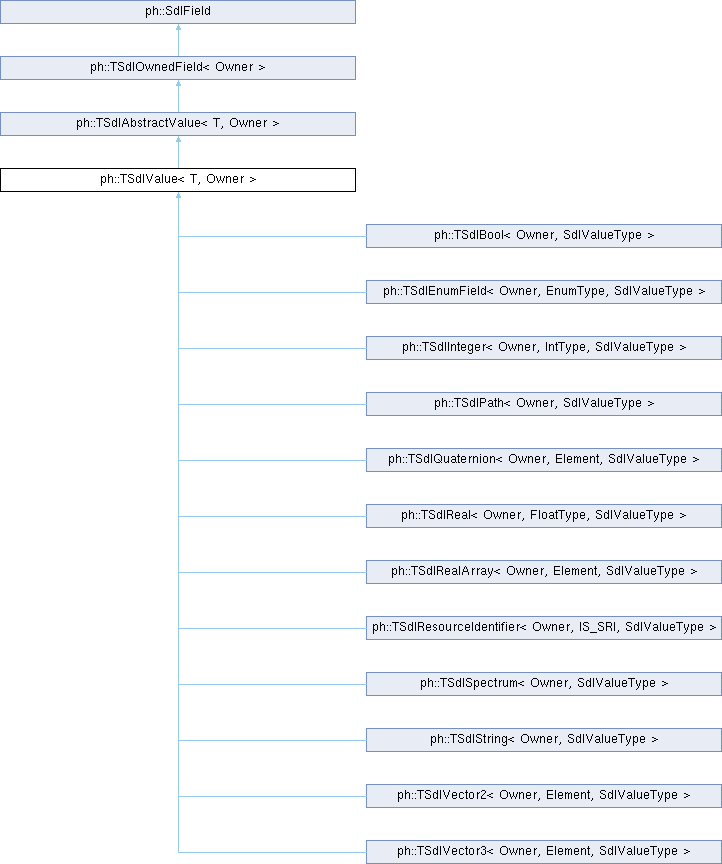 ph::SdlField
ph::TSdlOwnedField< Owner >
ph::TSdlAbstractValue< T, Owner >
ph::TSdlValue< T, Owner >
ph::TSdlBool< Owner, SdlValueType >
ph::TSdlEnumField< Owner, EnumType, SdlValueType >
ph::TSdlInteger< Owner, IntType, SdlValueType >
ph::TSdlPath< Owner, SdlValueType >
ph::TSdlQuaternion< Owner, Element, SdlValueType >
ph::TSdlReal< Owner, FloatType, SdlValueType >
ph::TSdlRealArray< Owner, Element, SdlValueType >
ph::TSdlResourceIdentifier< Owner, IS_SRI, SdlValueType >
ph::TSdlSpectrum< Owner, SdlValueType >
ph::TSdlString< Owner, SdlValueType >
ph::TSdlVector2< Owner, Element, SdlValueType >
ph::TSdlVector3< Owner, Element, SdlValueType >